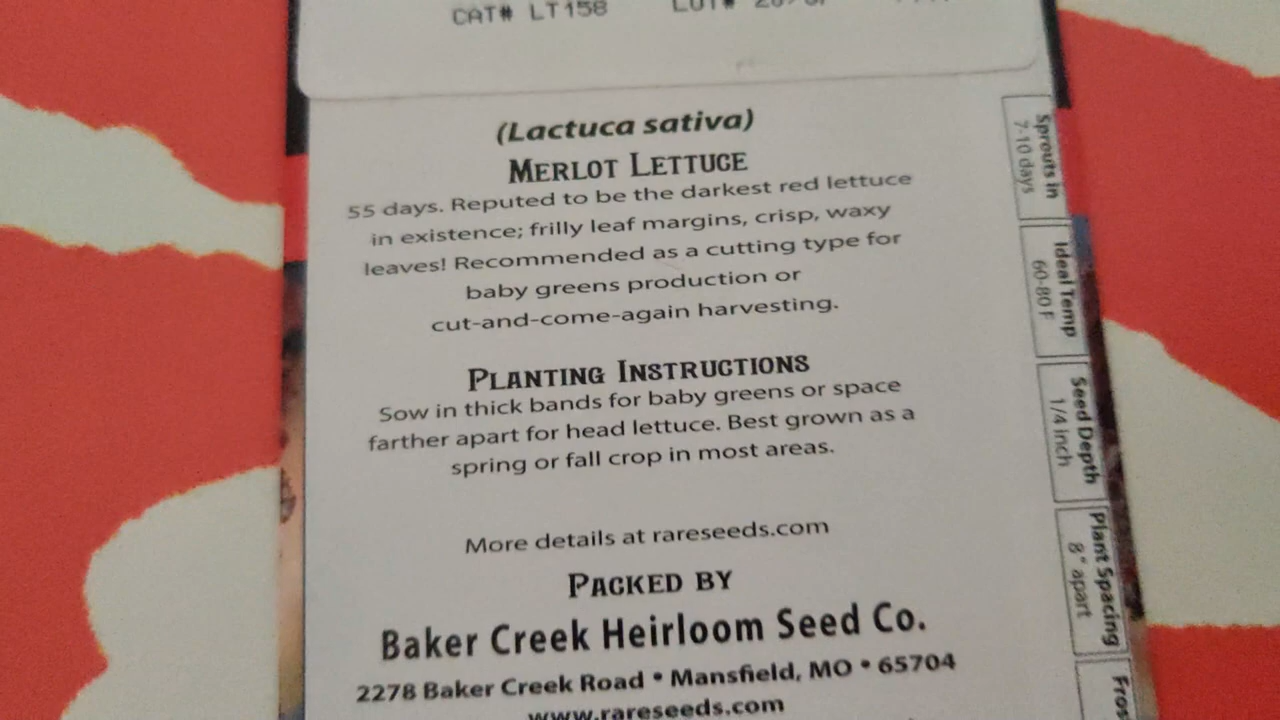 CAT# LT158 LOT#
(Lactuca sativa)
MERLOT LETTUCE
55 days. Reputed to be the darkest red lettuce
in existence; frilly leaf margins, crisp, waxy
leaves! Recommended as a cutting type for
baby greens production or
cut-and-come-again harvesting.
PLANTING INSTRUCTIONS
Sow in thick bands for baby greens or space
farther apart for head lettuce. Best grown as a
spring or fall crop in most areas.
More details at rareseeds.com
PACKED BY
Baker Creek Heirloom Seed Co.
2278 Baker Creek Road • Mansfield, MO • 65704
www.rareseeds.com
Sprouts in
7-10 days
Ideal Temp
60-80 F
Seed Depth
1/4 inch
Plant Spacing
8" apart